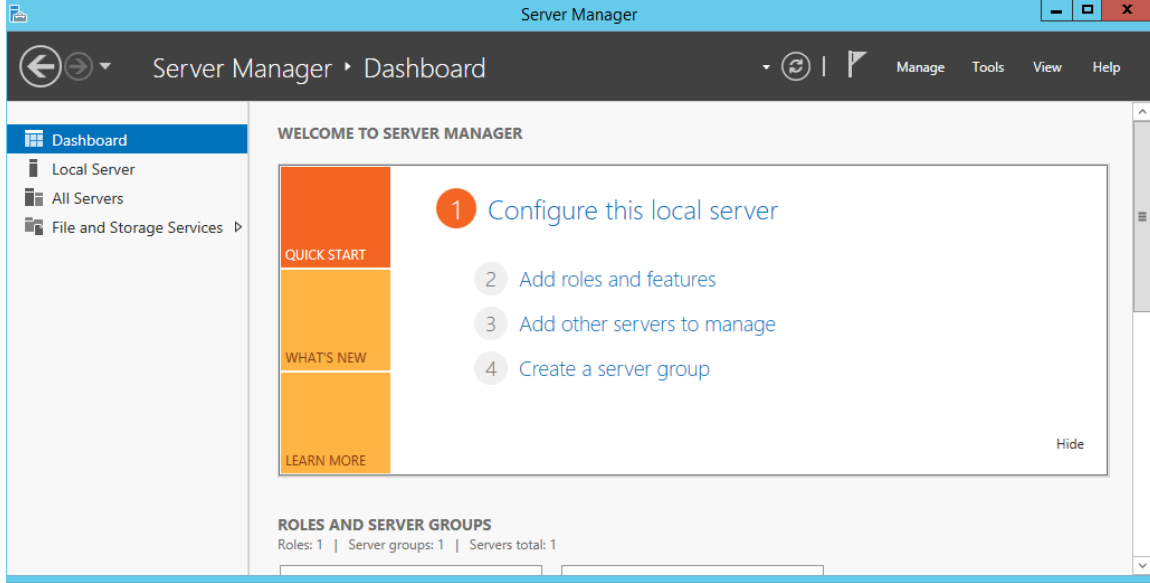 Server Manager
Server Manager ‣ Dashboard
Manage Tools View Help
Dashboard
Local Server
All Servers
File and Storage Services
WELCOME TO SERVER MANAGER
QUICK START
WHAT'S NEW
LEARN MORE
1 Configure this local server
2 Add roles and features
3 Add other servers to manage
4 Create a server group
Hide
ROLES AND SERVER GROUPS
Roles: 1 | Server groups: 1 | Servers total: 1